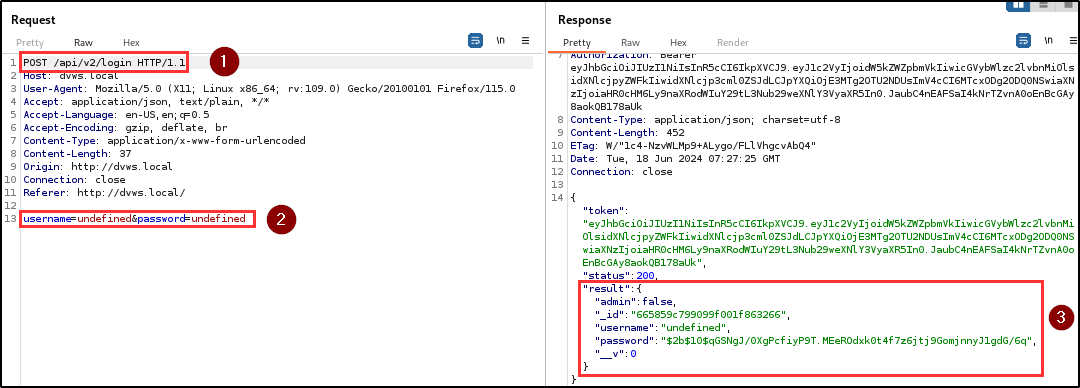 Request
Pretty Raw Hex
\n
1 POST /api/v2/login HTTP/1.1
1
2 Host: dvws.local
3 User-Agent: Mozilla/5.0 (X11; Linux x86_64; rv:109.0) Gecko/20100101 Firefox/115.0
4 Accept: application/json, text/plain, */*
5 Accept-Language: en-US,en;q=0.5
6 Accept-Encoding: gzip, deflate, br
7 Content-Type: application/x-www-form-urlencoded
8 Content-Length: 37
9 Origin: http://dvws.local
10 Connection: close
11 Referer: http://dvws.local/
12
13 username=undefined&password=undefined
2
Response
Pretty Raw Hex Render
\n
7 Authorization: Bearer
8 Content-Type: application/json; charset=utf-8
9 Content-Length: 452
10 ETag: W/"1c4-NzvWLMp9+ALygo/FLlVhgcvAbQ4"
11 Date: Tue, 18 Jun 2024 07:27:25 GMT
12 Connection: close
13
14 {
"token":
"status":200,
"result":{
"admin":false,
"_id":"665859c799099f001f863266",
"username":"undefined",
"password":"$2b$10$qGSNgJ/0XgPcfiyP9T.MEeROdxk0t4f7z6jtj9GomjnnyJ1gdG/6q",
"__v":0
}
}
3